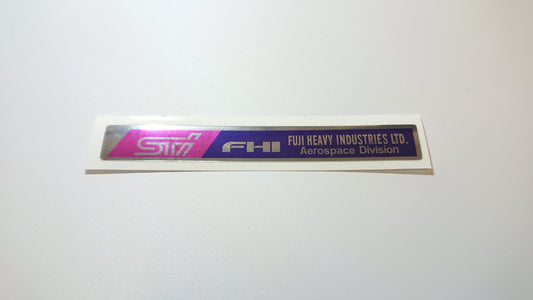 STi FHI FUJI HEAVY INDUSTRIES LTD.
Aerospace Division